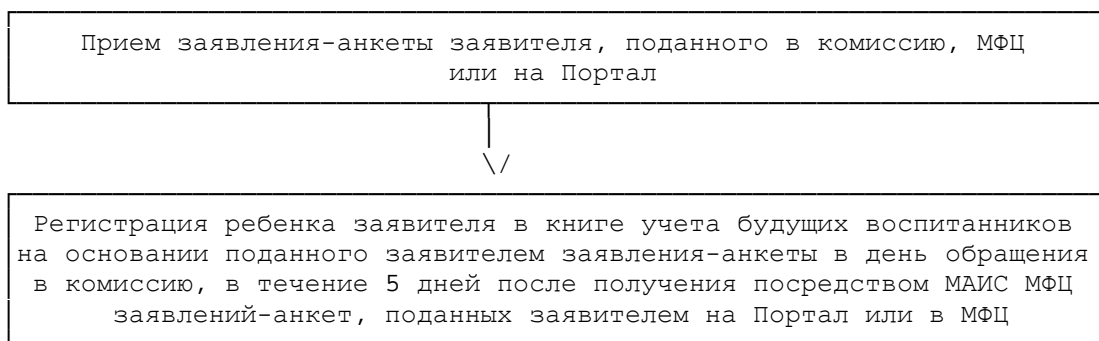 Прием заявления-анкеты заявителя, поданного в комиссию, МФЦ
или на Портал
\/
Регистрация ребенка заявителя в книге учета будущих воспитанников
на основании поданного заявителем заявления-анкеты в день обращения
в комиссию, в течение 5 дней после получения посредством МАИС МФЦ
заявлений-анкет, поданных заявителем на Портал или в МФЦ